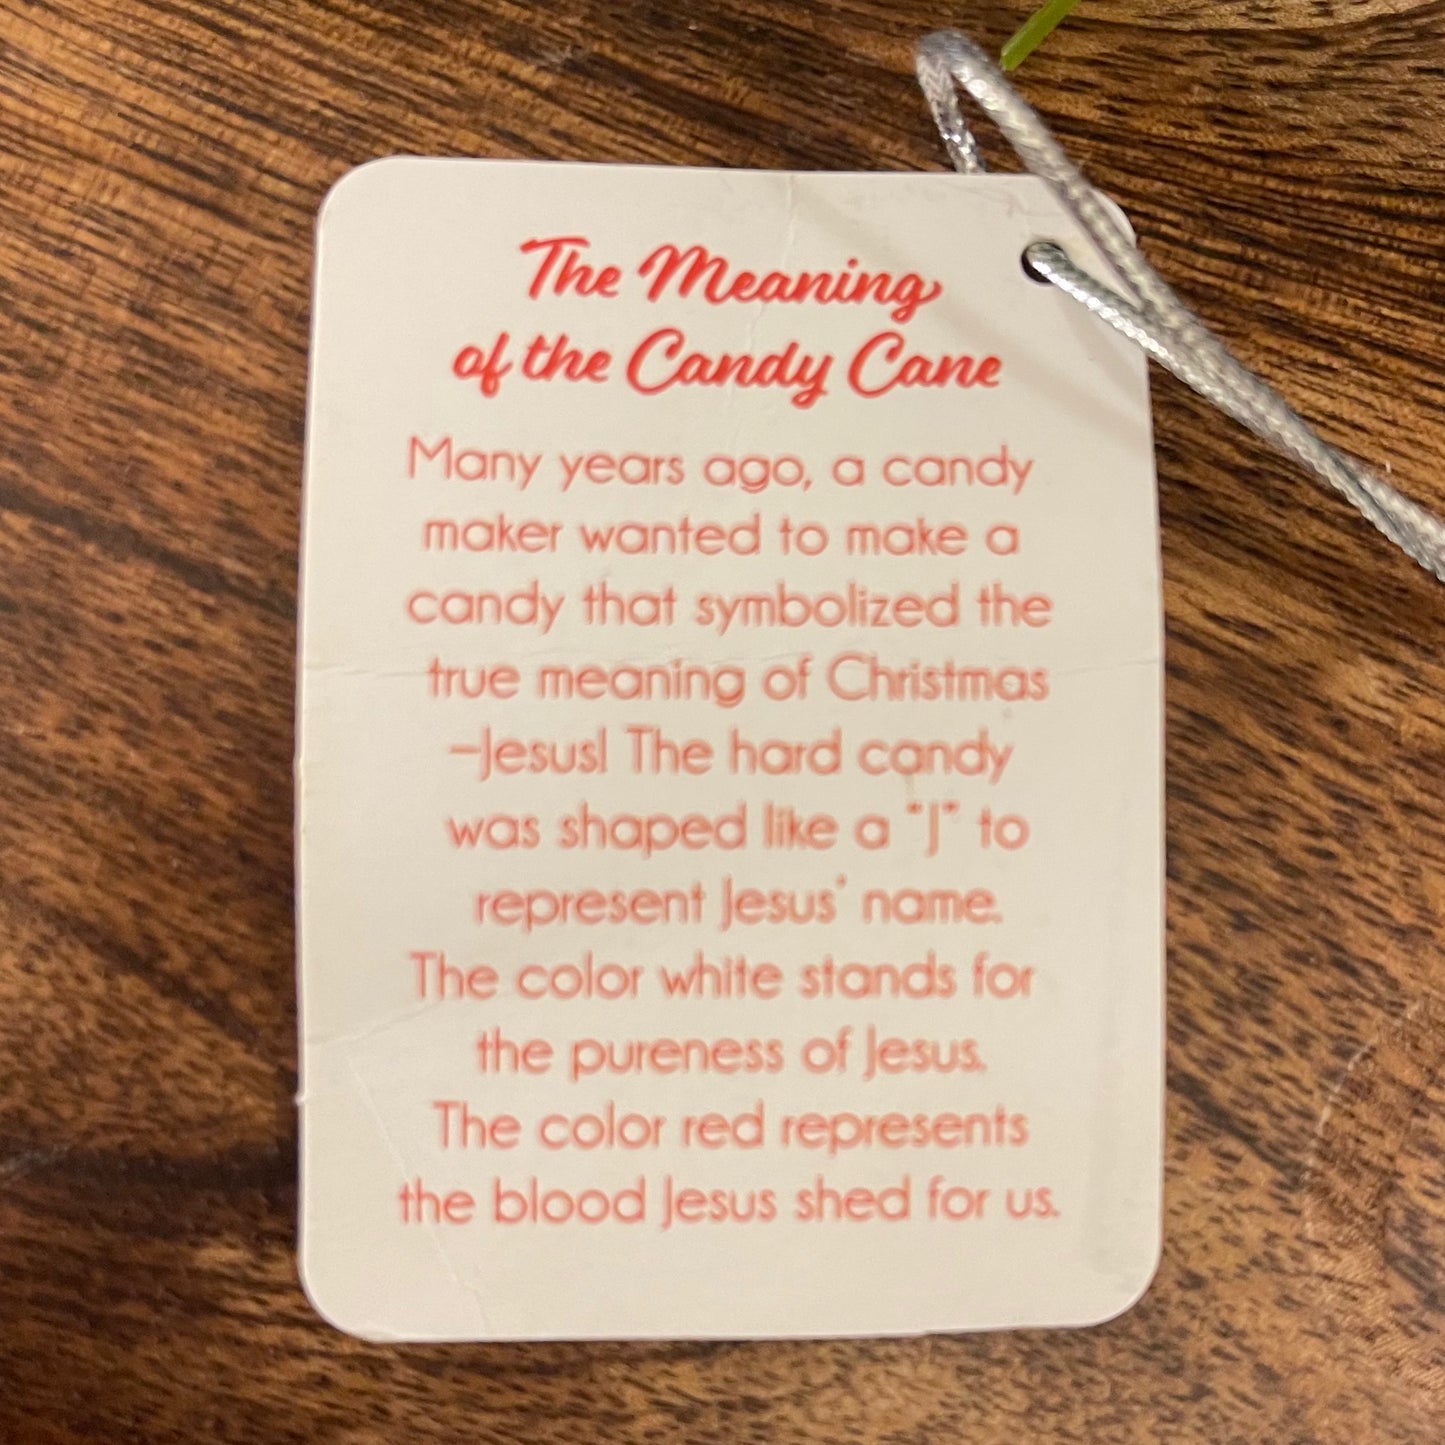 The Meaning
of the Candy Cane
Many years ago, a candy
maker wanted to make a
candy that symbolized the
true meaning of Christmas
–Jesus! The hard candy
was shaped like a "J" to
represent Jesus' name.
The color white stands for
the pureness of Jesus.
The color red represents
the blood Jesus shed for us.